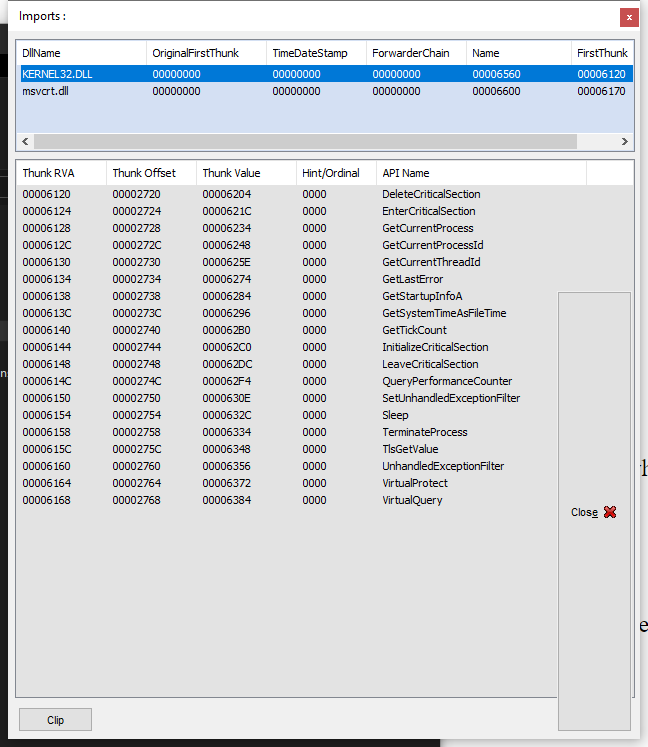 Imports :
x
DllName OriginalFirstThunk TimeDateStamp ForwarderChain Name FirstThunk
KERNEL32.DLL 00000000 00000000 00000000 00006560 00006120
msvcrt.dll 00000000 00000000 00000000 00006600 00006170
Thunk RVA Thunk Offset Thunk Value Hint/Ordinal API Name
00006120 00002720 00006204 0000 DeleteCriticalSection
00006124 00002724 0000621C 0000 EnterCriticalSection
00006128 00002728 00006234 0000 GetCurrentProcess
0000612C 0000272C 00006248 0000 GetCurrentProcessId
00006130 00002730 0000625E 0000 GetCurrentThreadId
00006134 00002734 00006274 0000 GetLastError
00006138 00002738 00006284 0000 GetStartupInfoA
0000613C 0000273C 00006296 0000 GetSystemTimeAsFileTime
00006140 00002740 000062B0 0000 GetTickCount
00006144 00002744 000062C0 0000 InitializeCriticalSection
00006148 00002748 000062DC 0000 LeaveCriticalSection
0000614C 0000274C 000062F4 0000 QueryPerformanceCounter
00006150 00002750 0000630E 0000 SetUnhandledExceptionFilter
00006154 00002754 0000632C 0000 Sleep
00006158 00002758 00006334 0000 TerminateProcess
0000615C 0000275C 00006348 0000 TlsGetValue
00006160 00002760 00006356 0000 UnhandledExceptionFilter
00006164 00002764 00006372 0000 VirtualProtect
00006168 00002768 00006384 0000 VirtualQuery
Close
Clip